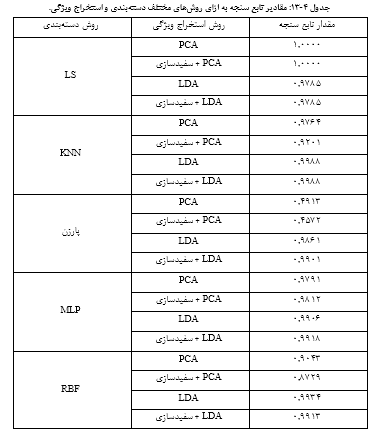 جدول ۴-۱۳: مقادیر تابع سنجه به ازای روش‌های مختلف دسته‌بندی و استخراج ویژگی.
روش دسته‌بندی روش استخراج ویژگی مقدار تابع سنجه
LS PCA ۱,۰۰۰۰
PCA + سفیدسازی ۱,۰۰۰۰
LDA ۰,۹۷۸۵
LDA + سفیدسازی ۰,۹۷۸۵
KNN PCA ۰,۹۷۶۴
PCA + سفیدسازی ۰,۹۲۰۱
LDA ۰,۹۹۸۸
LDA + سفیدسازی ۰,۹۹۸۸
پارزن PCA ۰,۴۹۱۳
PCA + سفیدسازی ۰,۴۵۷۲
LDA ۰,۹۸۶۱
LDA + سفیدسازی ۰,۹۹۰۱
MLP PCA ۰,۹۷۹۱
PCA + سفیدسازی ۰,۹۸۱۲
LDA ۰,۹۹۰۶
LDA + سفیدسازی ۰,۹۹۱۸
RBF PCA ۰,۹۰۴۳
PCA + سفیدسازی ۰,۸۷۲۹
LDA ۰,۹۹۳۴
LDA + سفیدسازی ۰,۹۹۱۳